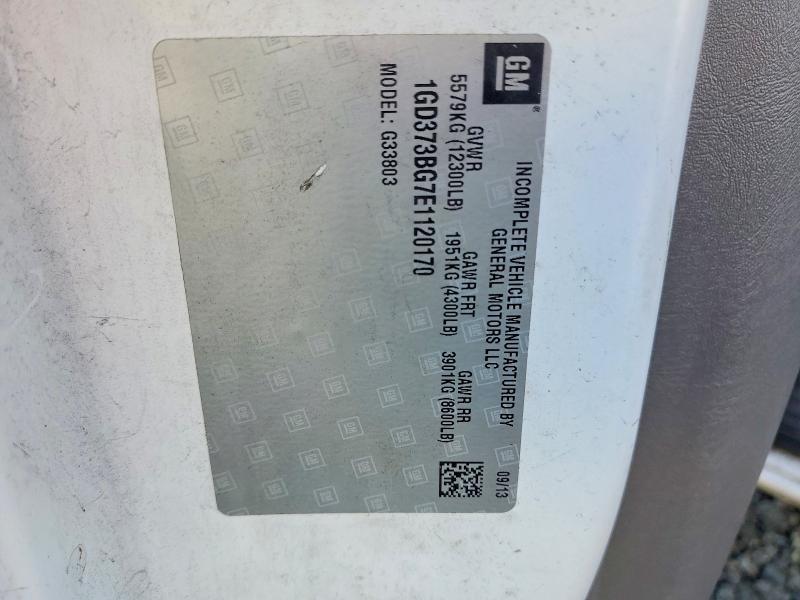 GM
INCOMPLETE VEHICLE MANUFACTURED BY
GENERAL MOTORS LLC
09/13
GVWR GAWR FRT GAWR RR
5579KG (12300LB) 1951KG (4300LB) 3901KG (8600LB)
1GD373BG7E1120170
MODEL: G33803